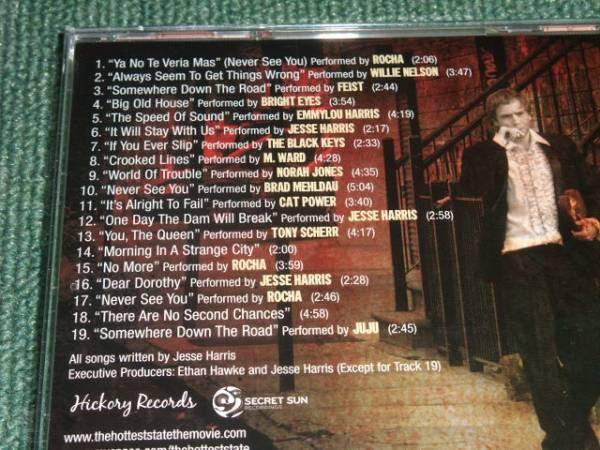 1. "Ya No Te Veria Mas" (Never See You) Performed by ROCHA (2:06)
2. "Always Seem To Get Things Wrong" Performed by WILLIE NELSON (3:47)
3. "Somewhere Down The Road" Performed by FEIST (2:44)
4. "Big Old House" Performed by BRIGHT EYES (3:54)
5. "The Speed Of Sound" Performed by EMMYLOU HARRIS (4:19)
6. "It Will Stay With Us" Performed by JESSE HARRIS (2:17)
7. "If You Ever Slip" Performed by THE BLACK KEYS (2:33)
8. "Crooked Lines" Performed by M. WARD (4:28)
9. "World Of Trouble" Performed by NORAH JONES (4:35)
10. "Never See You" Performed by BRAD MEHLDAU (5:04)
11. "It's Alright To Fail" Performed by CAT POWER (3:40)
12. "One Day The Dam Will Break" Performed by JESSE HARRIS (2:58)
13. "You, The Queen" Performed by TONY SCHERR (4:17)
14. "Morning In A Strange City" (2:00)
15. "No More" Performed by ROCHA (3:59)
16. "Dear Dorothy" Performed by JESSE HARRIS (2:28)
17. "Never See You" Performed by ROCHA (2:46)
18. "There Are No Second Chances" (4:58)
19. "Somewhere Down The Road" Performed by JUJU (2:45)
All songs written by Jesse Harris
Executive Producers: Ethan Hawke and Jesse Harris (Except for Track 19)
Hickory Records
SECRET SUN
RECORDINGS
www.thehotteststatethemovie.com
www.myspace.com/thehotteststate